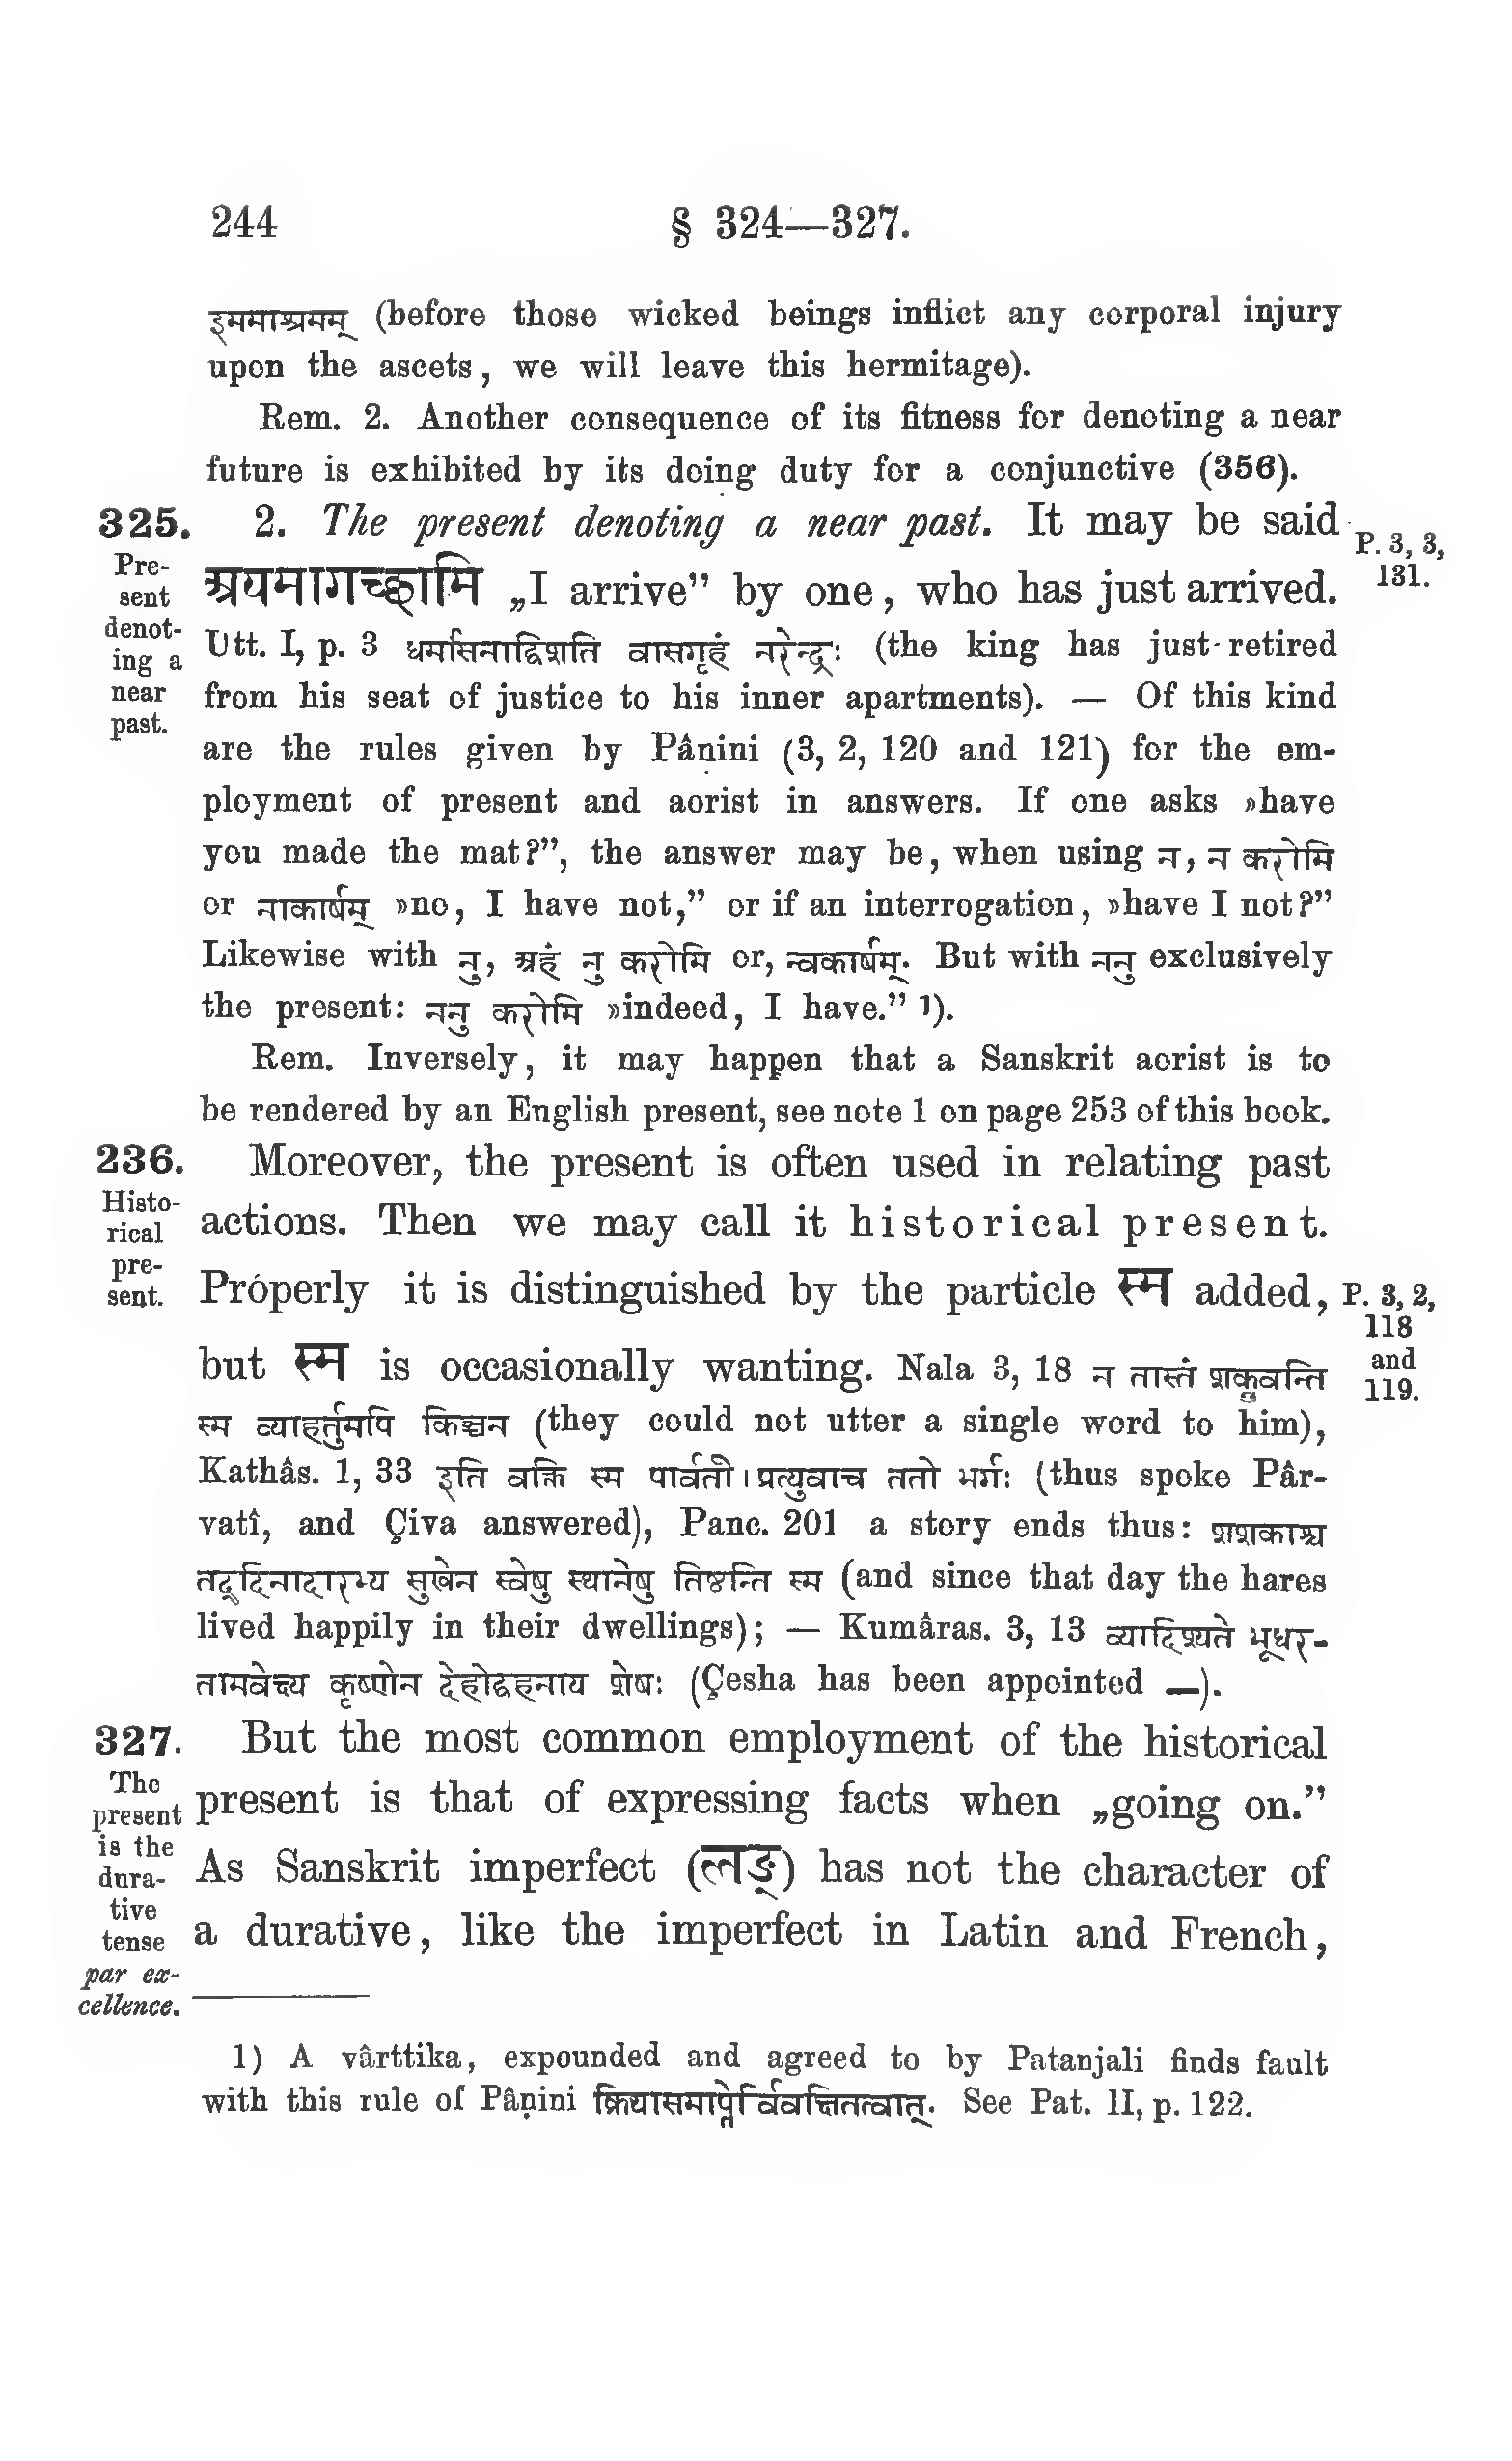 244 § 324—327.
इममाश्रमम् (before those wicked beings inflict any corporal injury
upon the ascets, we will leave this hermitage).
Rem. 2. Another consequence of its fitness for denoting a near
future is exhibited by its doing duty for a conjunctive (356).
325. 2. The present denoting a near past. It may be said P. 3, 3,
131.
Pre-
sent
denot-
ing a
near
past.
अयमागच्छामि „I arrive” by one, who has just arrived.
Utt. I, p. 3 धर्मासनाद्विशति वासगृहं नरेन्द्रः (the king has just retired
from his seat of justice to his inner apartments). — Of this kind
are the rules given by Pâṇini (3, 2, 120 and 121) for the em-
ployment of present and aorist in answers. If one asks »have
you made the mat?”, the answer may be, when using न, न करोमि
or नाकार्षम् »no, I have not,” or if an interrogation, »have I not?”
Likewise with नु, अहं नु करोमि or, न्वकार्षम्. But with ननु exclusively
the present: ननु करोमि »indeed, I have.” 1).
Rem. Inversely, it may happen that a Sanskrit aorist is to
be rendered by an English present, see note 1 on page 253 of this book.
236. Moreover, the present is often used in relating past
Histo-
rical
pre-
sent.
actions. Then we may call it historical present.
Properly it is distinguished by the particle स्म added, P. 3, 2,
118
and
119.
but स्म is occasionally wanting. Nala 3, 18 न तास्तं शक्नुवन्ति
स्म व्याहर्तुमपि किञ्चन (they could not utter a single word to him),
Kathâs. 1, 33 इति वक्ति स्म पार्वती । प्रत्युवाच ततो भर्गः (thus spoke Pâr-
vatî, and Çiva answered), Panc. 201 a story ends thus: शशकाश्च
तद्दिनादारभ्य सुखेन स्वेषु स्थानेषु तिष्ठन्ति स्म (and since that day the hares
lived happily in their dwellings); — Kumâras. 3, 13 व्यादिश्यते भूधर-
तामवेक्ष्य कृष्णेन देहोद्वहनाय शेषः (Çesha has been appointed —).
327. But the most common employment of the historical
The
present
is the
dura-
tive
tense
par ex-
cellence.
present is that of expressing facts when „going on.”
As Sanskrit imperfect (लङ्) has not the character of
a durative, like the imperfect in Latin and French,
1) A vârttika, expounded and agreed to by Patanjali finds fault
with this rule of Pâṇini क्रियासमाप्तेर्विवक्षितत्वात्. See Pat. II, p. 122.